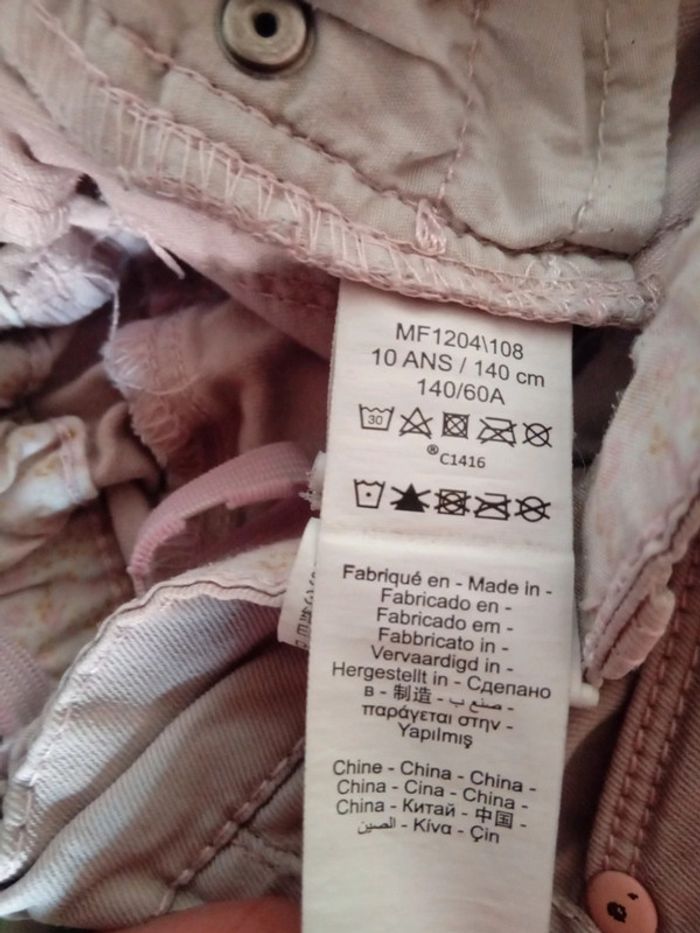 MF1204\108
10 ANS / 140 cm
140/60A
30
®C1416
Fabriqué en - Made in -
Fabricado en -
Fabricado em -
Fabbricato in -
Vervaardigd in -
Hergestellt in - Сделано
в - 制造 - صنع ب -
παράγεται στην -
Yapılmış
Chine - China - China -
China - Cina - China -
China - Китай - 中国 -
الصين - Κίνα - Çin